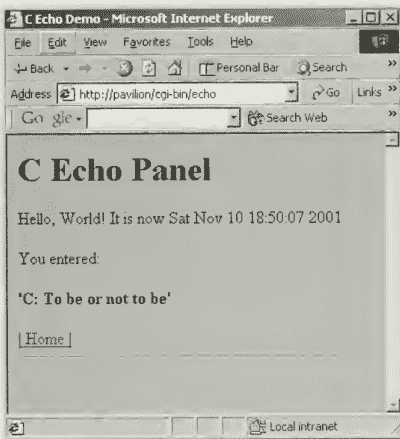 C Echo Demo - Microsoft Internet Explorer
File Edit View Favorites Tools Help
Back Personal Bar Search »
Address http://pavilion/cgi-bin/echo Go Links »
Google Search Web »
C Echo Panel
Hello, World! It is now Sat Nov 10 18:50:07 2001
You entered:
'C: To be or not to be'
| Home |
Local intranet